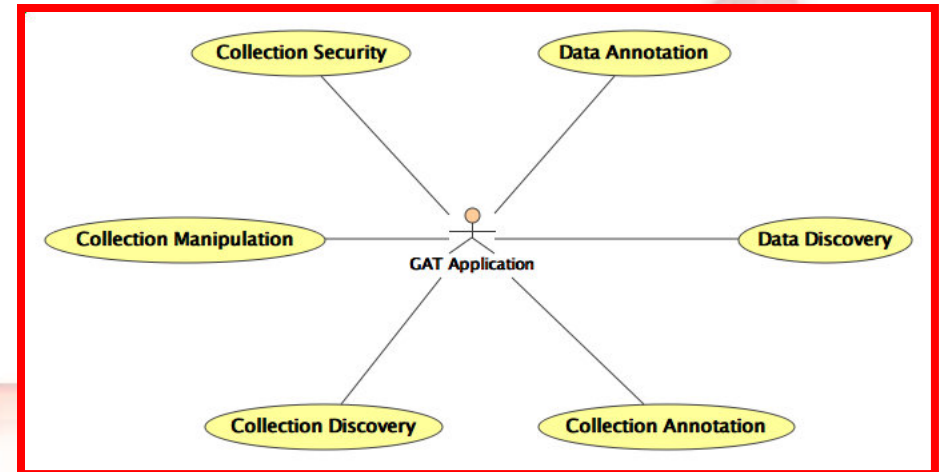 Collection Security
Data Annotation
Collection Manipulation
Data Discovery
GAT Application
Collection Discovery
Collection Annotation